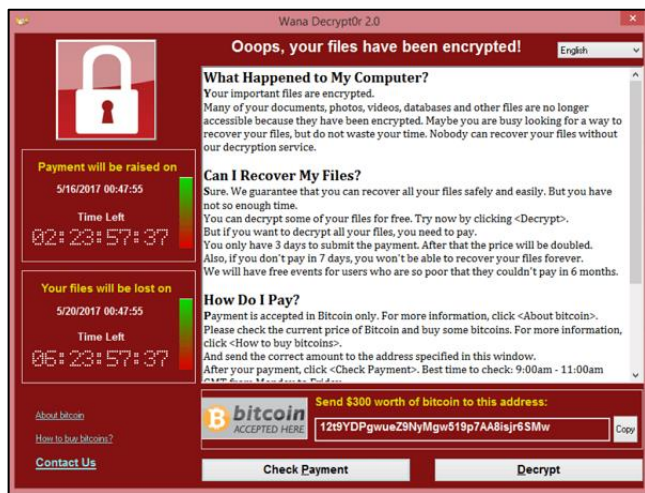 Wana Decrypt0r 2.0
Ooops, your files have been encrypted!
English
Payment will be raised on
5/16/2017 00:47:55
Time Left
02:23:57:37
Your files will be lost on
5/20/2017 00:47:55
Time Left
06:23:57:37
About bitcoin
How to buy bitcoins?
Contact Us
What Happened to My Computer?
Your important files are encrypted.
Many of your documents, photos, videos, databases and other files are no longer
accessible because they have been encrypted. Maybe you are busy looking for a way to
recover your files, but do not waste your time. Nobody can recover your files without
our decryption service.
Can I Recover My Files?
Sure. We guarantee that you can recover all your files safely and easily. But you have
not so enough time.
You can decrypt some of your files for free. Try now by clicking <Decrypt>.
But if you want to decrypt all your files, you need to pay.
You only have 3 days to submit the payment. After that the price will be doubled.
Also, if you don't pay in 7 days, you won't be able to recover your files forever.
We will have free events for users who are so poor that they couldn't pay in 6 months.
How Do I Pay?
Payment is accepted in Bitcoin only. For more information, click <About bitcoin>.
Please check the current price of Bitcoin and buy some bitcoins. For more information,
click <How to buy bitcoins>.
And send the correct amount to the address specified in this window.
After your payment, click <Check Payment>. Best time to check: 9:00am - 11:00am
GMT from Monday to Friday.
bitcoin
ACCEPTED HERE
Send $300 worth of bitcoin to this address:
12t9YDPgwueZ9NyMgw519p7AA8isjr6SMw
Copy
Check Payment
Decrypt